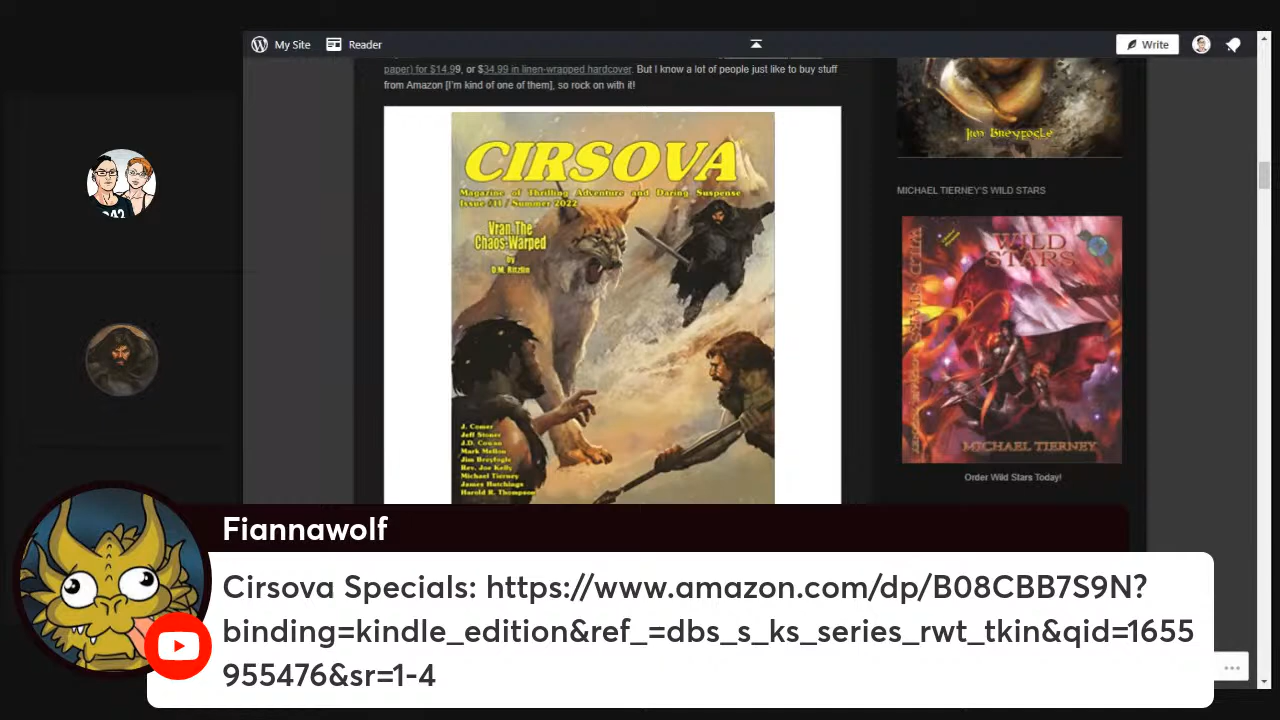 My Site
Reader
Write
paper) for $14.99, or $34.99 in linen-wrapped hardcover. But I know a lot of people just like to buy stuff
from Amazon [I'm kind of one of them], so rock on with it!
CIRSOVA
Magazine of Thrilling Adventure and Daring Suspense
Issue #11 / Summer 2022
Vran, The
Chaos-Warped
by
D.M. Ritzlin
J. Comer
Jeff Stoner
J.D. Cowan
Mark Mellon
Jim Breyfogle
Rev. Joe Kelly
Michael Tierney
James Hutchings
Harold R. Thompson
Jim Breyfogle
MICHAEL TIERNEY'S WILD STARS
WILD
STARS
MICHAEL TIERNEY
Order Wild Stars Today!
Fiannawolf
Cirsova Specials: https://www.amazon.com/dp/B08CBB7S9N?
binding=kindle_edition&ref_=dbs_s_ks_series_rwt_tkin&qid=1655
955476&sr=1-4